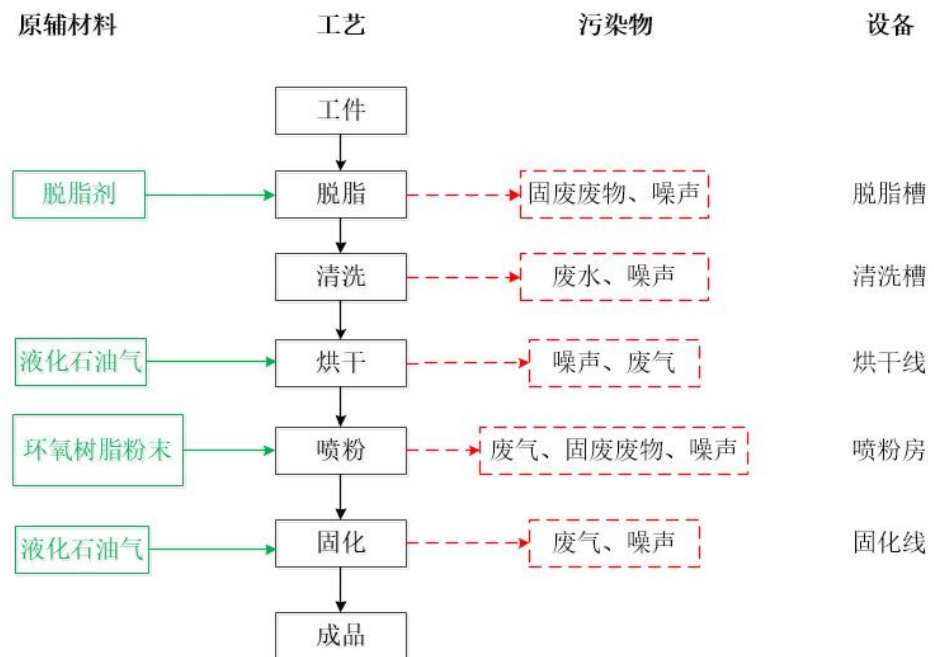 原辅材料 工艺 污染物 设备
工件
脱脂剂 脱脂 固废废物、噪声 脱脂槽
清洗 废水、噪声 清洗槽
液化石油气 烘干 噪声、废气 烘干线
环氧树脂粉末 喷粉 废气、固废废物、噪声 喷粉房
液化石油气 固化 废气、噪声 固化线
成品